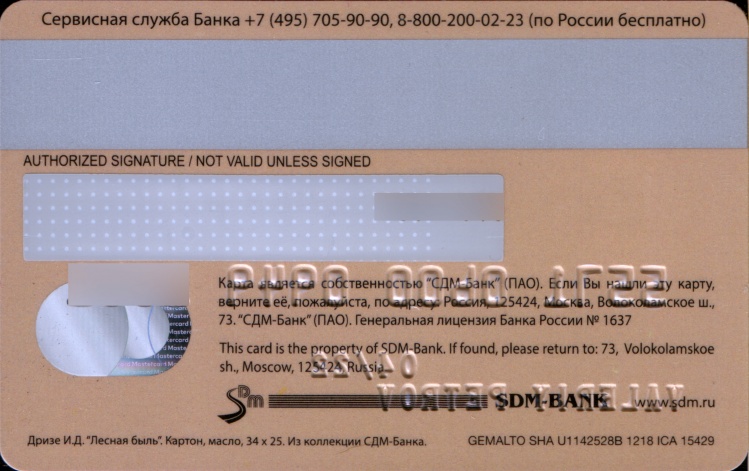 Сервисная служба Банка +7 (495) 705-90-90, 8-800-200-02-23 (по России бесплатно)
AUTHORIZED SIGNATURE / NOT VALID UNLESS SIGNED
Карта является собственностью "СДМ-Банк" (ПАО). Если Вы нашли эту карту,
верните её, пожалуйста, по адресу: Россия, 125424, Москва, Волоколамское ш.,
73. "СДМ-Банк" (ПАО). Генеральная лицензия Банка России № 1637
This card is the property of SDM-Bank. If found, please return to: 73, Volokolamskoe
sh., Moscow, 125424, Russia
SDm SDM-BANK www.sdm.ru
Дризе И.Д. "Лесная быль". Картон, масло, 34 х 25. Из коллекции СДМ-Банка.
GEMALTO SHA U1142528B 1218 ICA 15429